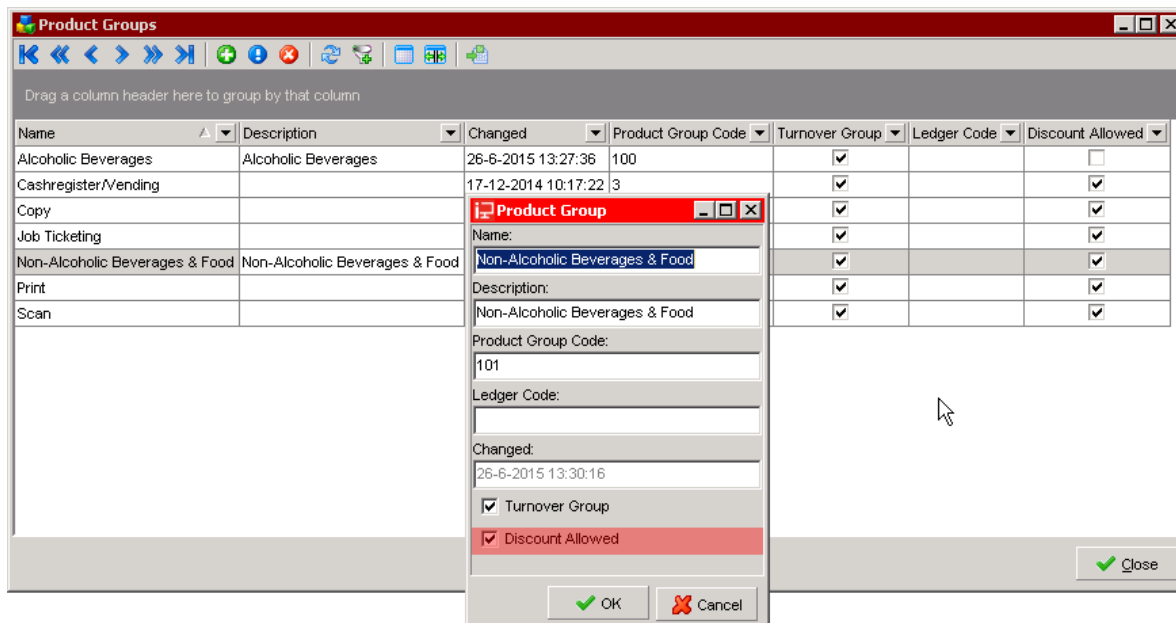 Product Groups
Drag a column header here to group by that column
Name Description Changed Product Group Code Turnover Group Ledger Code Discount Allowed
Alcoholic Beverages Alcoholic Beverages 26-6-2015 13:27:36 100
Cashregister/Vending 17-12-2014 10:17:22 3
Copy
Job Ticketing
Non-Alcoholic Beverages & Food Non-Alcoholic Beverages & Food
Print
Scan
Product Group
Name:
Non-Alcoholic Beverages & Food
Description:
Non-Alcoholic Beverages & Food
Product Group Code:
101
Ledger Code:
Changed:
26-6-2015 13:30:16
Turnover Group
Discount Allowed
OK Cancel
Close